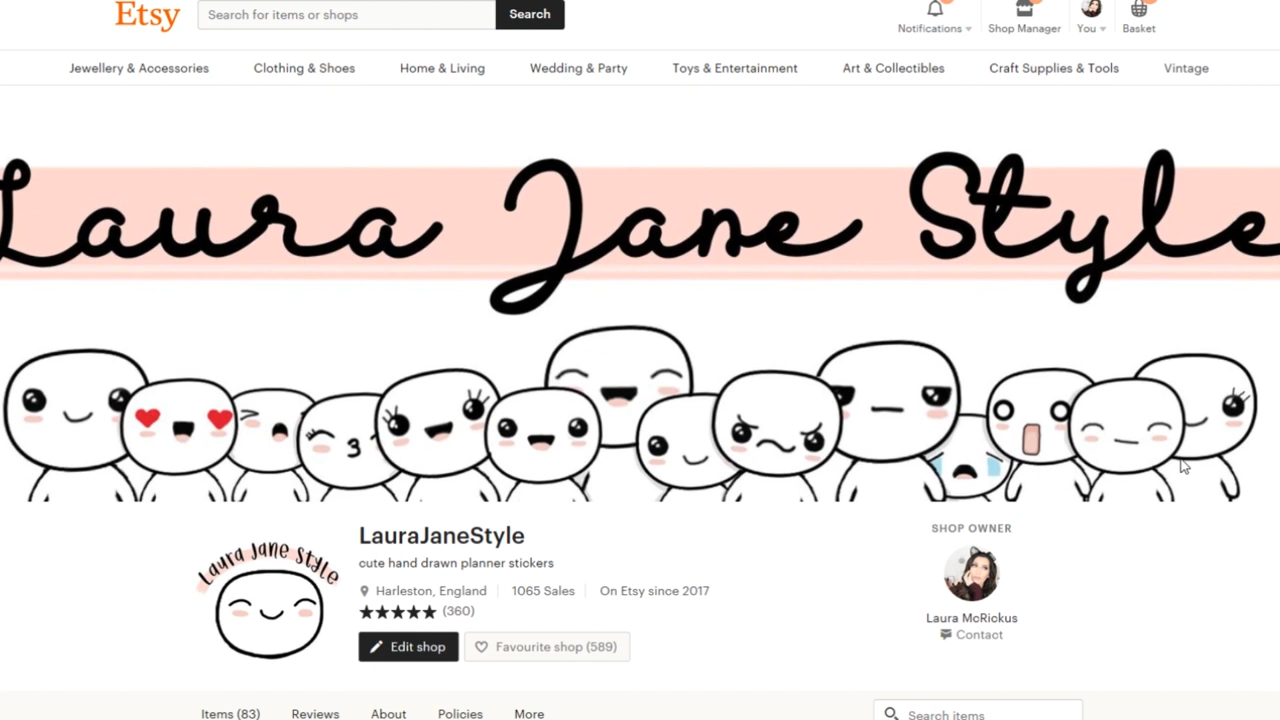 Etsy
Search for items or shops
Search
Notifications
Shop Manager
You
Basket
Jewellery & Accessories
Clothing & Shoes
Home & Living
Wedding & Party
Toys & Entertainment
Art & Collectibles
Craft Supplies & Tools
Vintage
Laura Jane Style
Laura Jane Style
LauraJaneStyle
cute hand drawn planner stickers
Harleston, England
1065 Sales
On Etsy since 2017
(360)
Edit shop
Favourite shop (589)
SHOP OWNER
Laura McRickus
Contact
Items (83)
Reviews
About
Policies
More
Search items